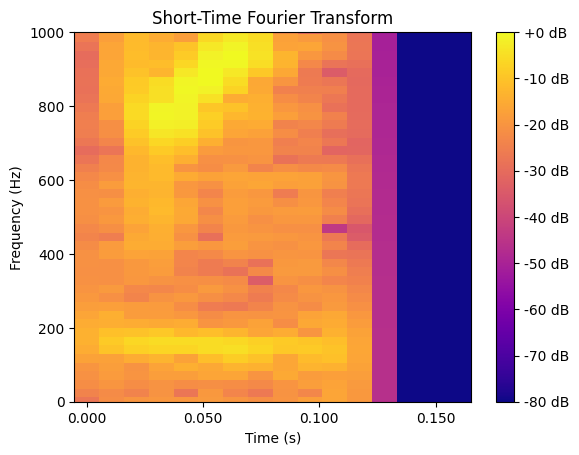 Short-Time Fourier Transform
Frequency (Hz)
1000
800
600
400
200
0
0.000
0.050
0.100
0.150
Time (s)
+0 dB
-10 dB
-20 dB
-30 dB
-40 dB
-50 dB
-60 dB
-70 dB
-80 dB